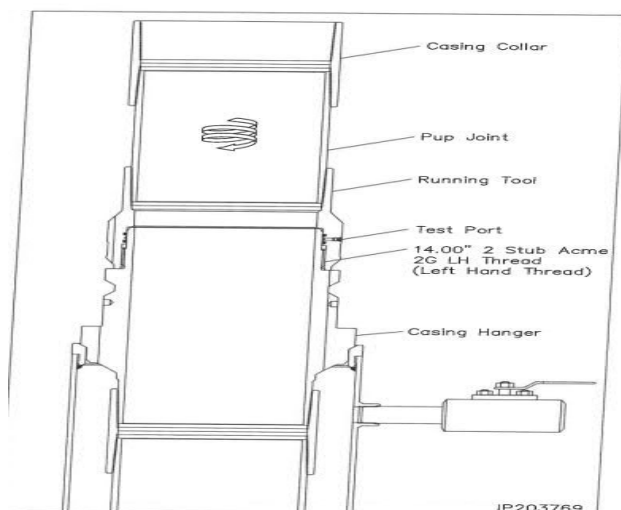 Casing Collar
Pup Joint
Running Tool
Test Port
14.00" 2 Stub Acme
2G LH Thread
(Left Hand Thread)
Casing Hanger
JP203769